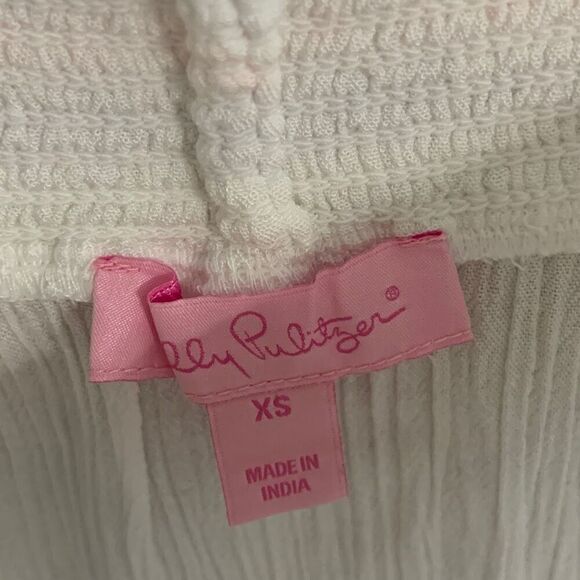 lly Pulitzer®
XS
MADE IN
INDIA